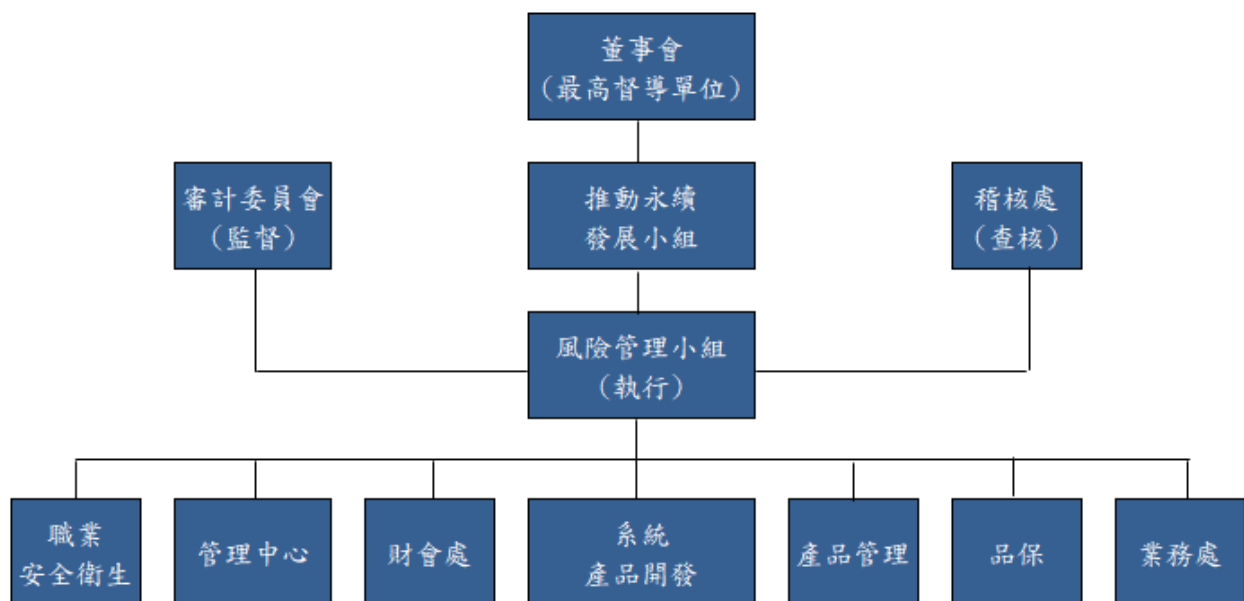 董事會
(最高督導單位)
審計委員會
(監督)
推動永續
發展小組
稽核處
(查核)
風險管理小組
(執行)
職業
安全衛生
管理中心
財會處
系統
產品開發
產品管理
品保
業務處